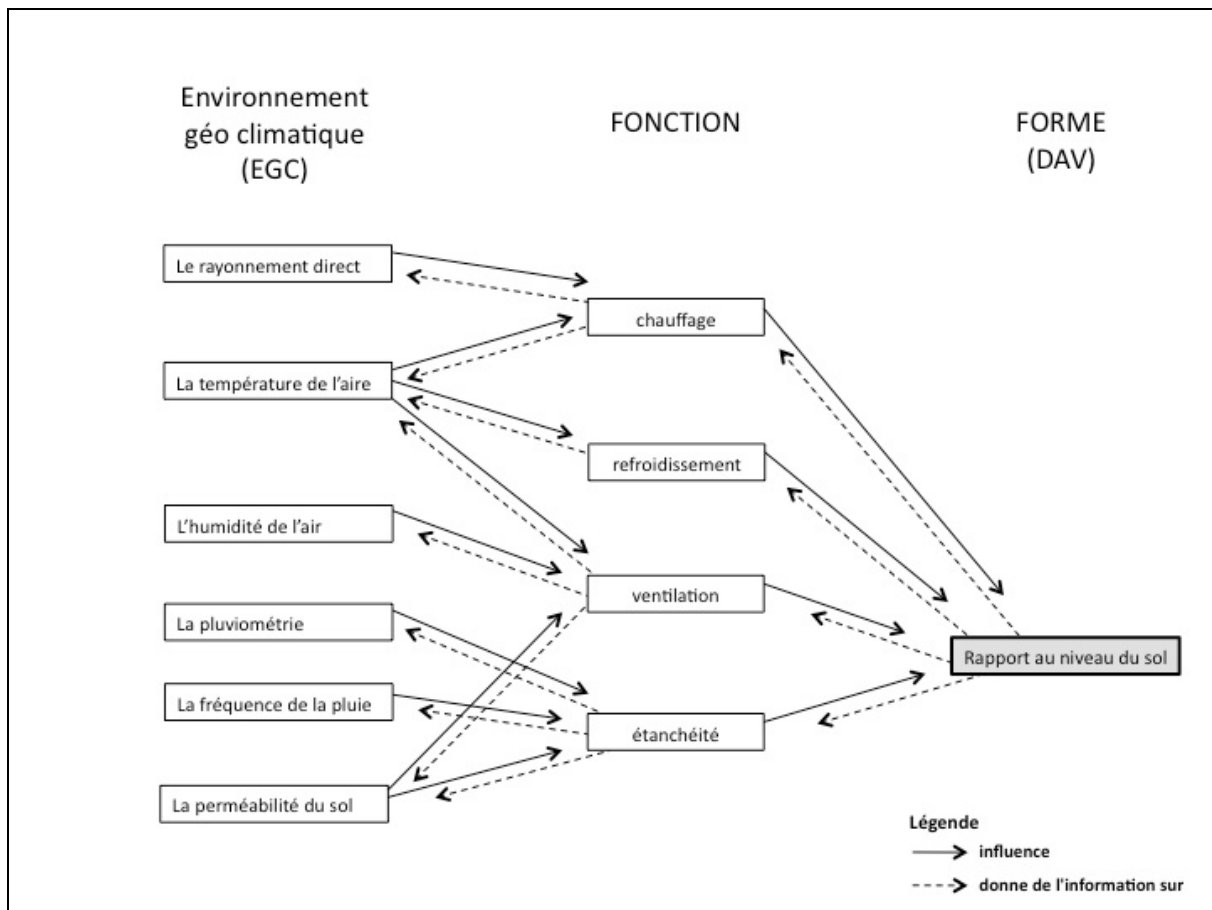 Environnement
géo climatique
(EGC)
FONCTION
FORME
(DAV)
Le rayonnement direct
chauffage
La température de l'aire
refroidissement
L'humidité de l'air
ventilation
La pluviométrie
Rapport au niveau du sol
La fréquence de la pluie
étanchéité
La perméabilité du sol
Légende
influence
donne de l'information sur